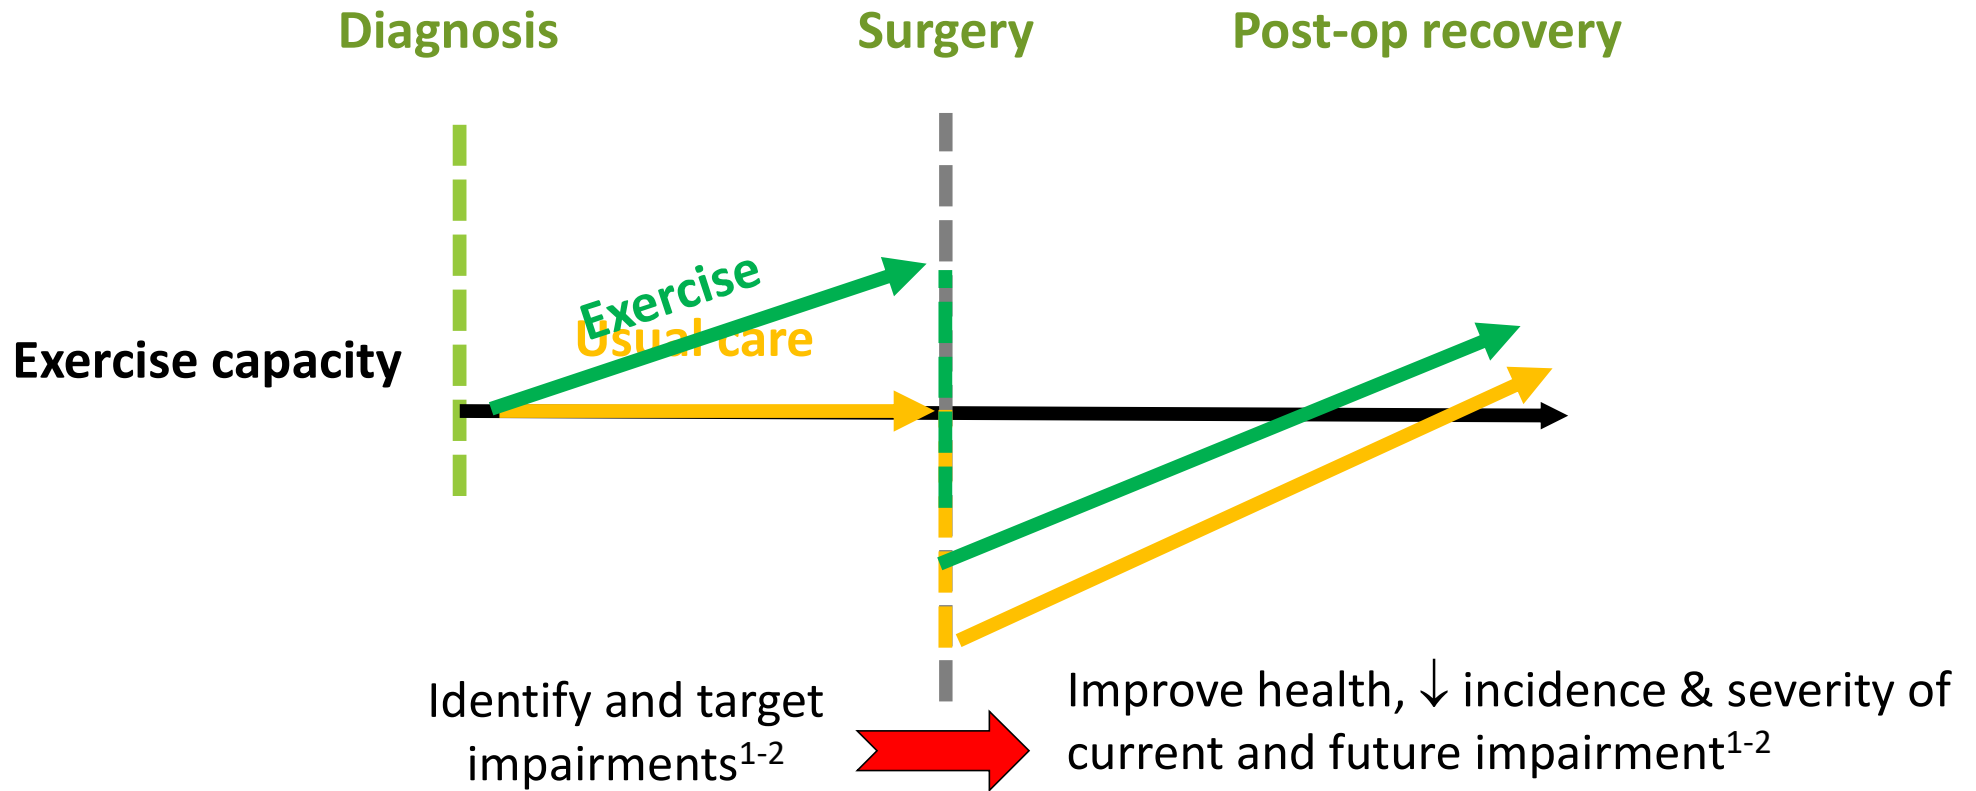 Diagnosis
Surgery
Post-op recovery
Exercise
Usual care
Exercise capacity
Identify and target
impairments¹⁻²
Improve health, ↓ incidence & severity of
current and future impairment¹⁻²